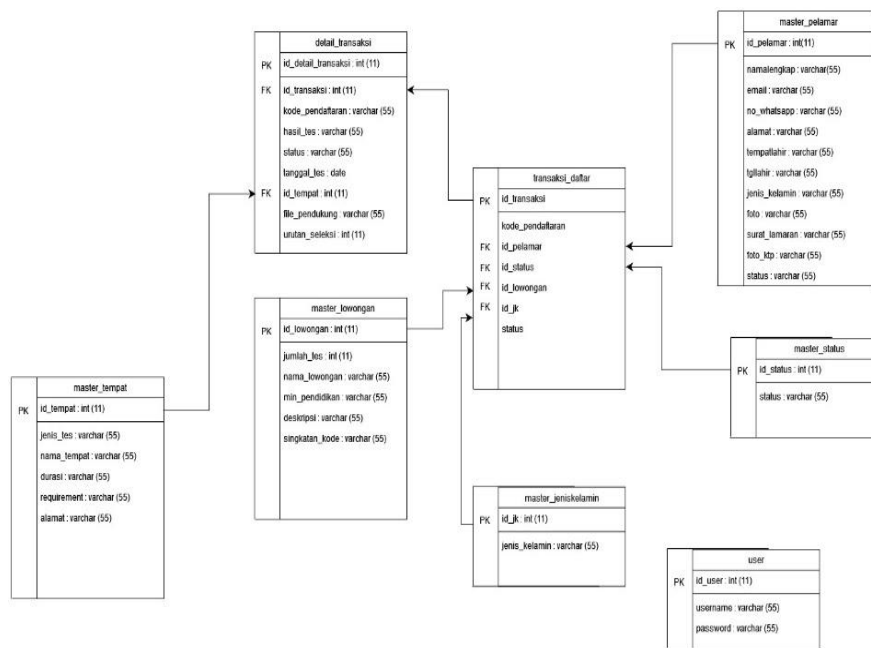 detail_transaksi
PK id_detail_transaksi : int (11)
FK id_transaksi : int (11)
kode_pendaftaran : varchar (55)
hasil_tes : varchar (55)
status : varchar (55)
tanggal_tes : date
FK id_tempat : int (11)
file_pendukung : varchar (55)
urutan_seleksi : int (11)
master_pelamar
PK id_pelamar : int(11)
namalengkap : varchar(55)
email : varchar (55)
no_whatsapp : varchar (55)
alamat : varchar (55)
tempatlahir : varchar (55)
tgllahir : varchar (55)
jenis_kelamin : varchar (55)
foto : varchar (55)
surat_lamaran : varchar (55)
foto_ktp : varchar (55)
status : varchar (55)
transaksi_daftar
PK id_transaksi
kode_pendaftaran
FK id_pelamar
FK id_status
FK id_lowongan
FK id_jk
status
master_lowongan
PK id_lowongan : int (11)
jumlah_tes : int (11)
nama_lowongan : varchar (55)
min_pendidikan : varchar (55)
deskripsi : varchar (55)
singkatan_kode : varchar (55)
master_status
PK id_status : int (11)
status : varchar (55)
master_tempat
PK id_tempat : int (11)
jenis_tes : varchar (55)
nama_tempat : varchar (55)
durasi : varchar (55)
requirement : varchar (55)
alamat : varchar (55)
master_jeniskelamin
PK id_jk : int (11)
jenis_kelamin : varchar (55)
user
PK id_user : int (11)
username : varchar (55)
password : varchar (55)